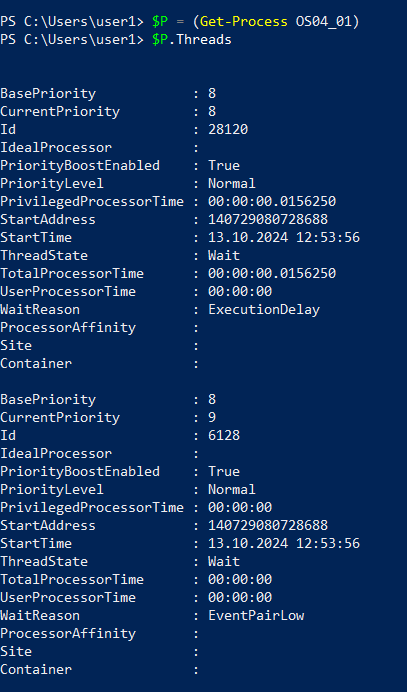 PS C:\Users\user1> $P = (Get-Process OS04_01)
PS C:\Users\user1> $P.Threads
BasePriority : 8
CurrentPriority : 8
Id : 28120
IdealProcessor :
PriorityBoostEnabled : True
PriorityLevel : Normal
PrivilegedProcessorTime : 00:00:00.0156250
StartAddress : 140729080728688
StartTime : 13.10.2024 12:53:56
ThreadState : Wait
TotalProcessorTime : 00:00:00.0156250
UserProcessorTime : 00:00:00
WaitReason : ExecutionDelay
ProcessorAffinity :
Site :
Container :
BasePriority : 8
CurrentPriority : 9
Id : 6128
IdealProcessor :
PriorityBoostEnabled : True
PriorityLevel : Normal
PrivilegedProcessorTime : 00:00:00
StartAddress : 140729080728688
StartTime : 13.10.2024 12:53:56
ThreadState : Wait
TotalProcessorTime : 00:00:00
UserProcessorTime : 00:00:00
WaitReason : EventPairLow
ProcessorAffinity :
Site :
Container :